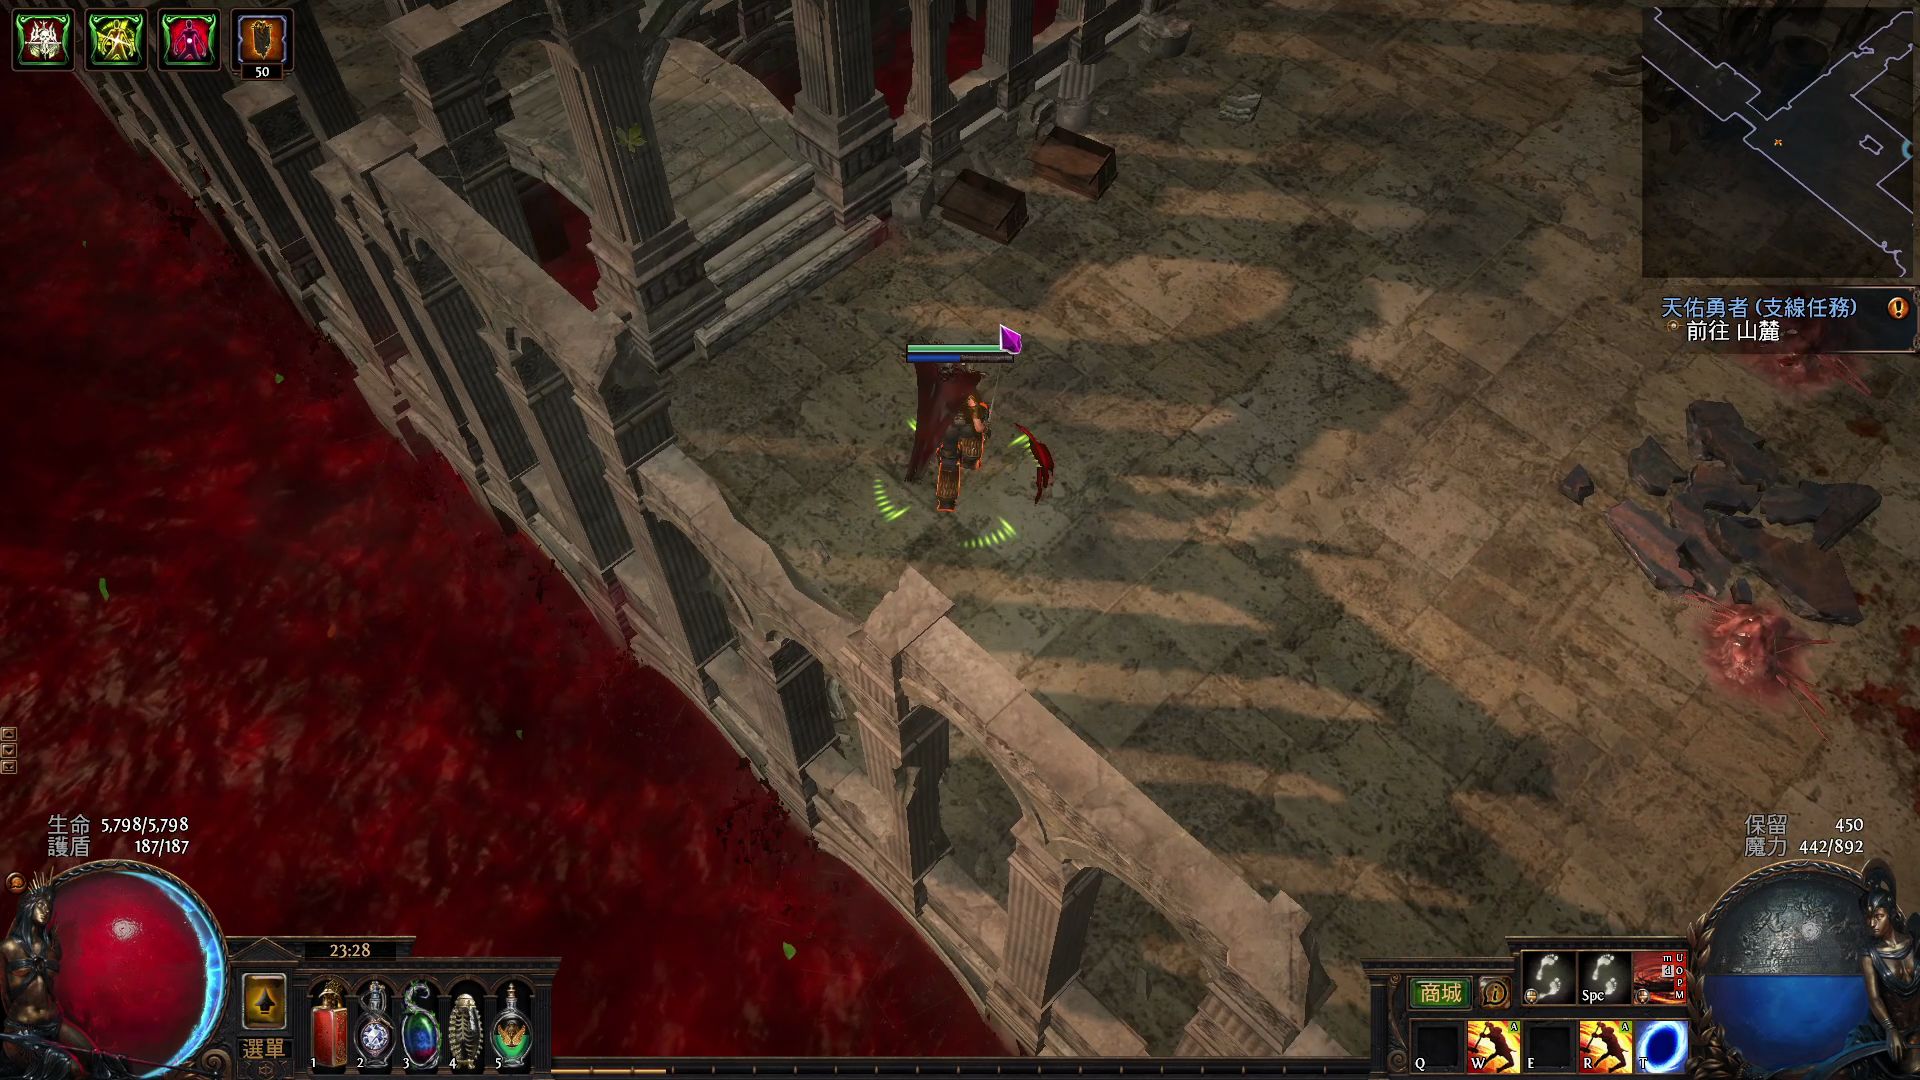 50
天佑勇者 (支線任務)
前往 山麓
生命 5,798/5,798
護盾 187/187
保留 450
魔力 442/892
23:28
選單
1 2 3 4 5
商城
Spc
m U
d O
P
M
Q W A E R A T